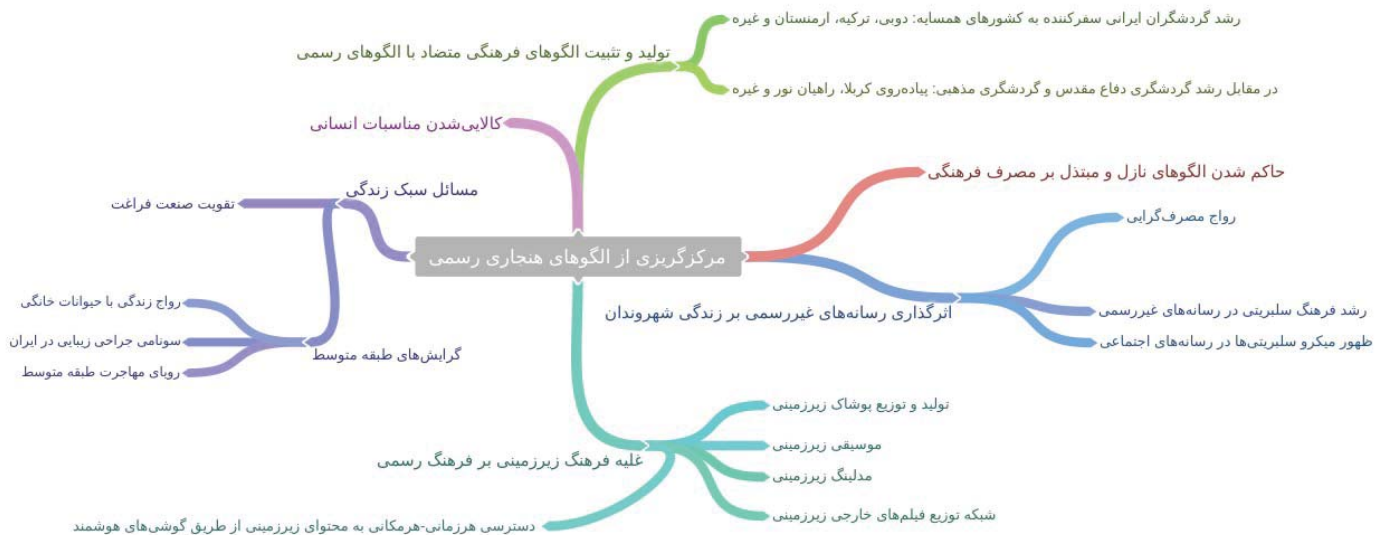 مرکزگریزی از الگوهای هنجاری رسمی
تولید و تثبیت الگوهای فرهنگی متضاد با الگوهای رسمی
رشد گردشگران ایرانی سفرکننده به کشورهای همسایه: دوبی، ترکیه، ارمنستان و غیره
در مقابل رشد گردشگری دفاع مقدس و گردشگری مذهبی: پیاده‌روی کربلا، راهیان نور و غیره
کالایی‌شدن مناسبات انسانی
حاکم شدن الگوهای نازل و مبتذل بر مصرف فرهنگی
اثرگذاری رسانه‌های غیررسمی بر زندگی شهروندان
رواج مصرف‌گرایی
رشد فرهنگ سلبریتی در رسانه‌های غیررسمی
ظهور میکرو سلبریتی‌ها در رسانه‌های اجتماعی
مسائل سبک زندگی
تقویت صنعت فراغت
گرایش‌های طبقه متوسط
رواج زندگی با حیوانات خانگی
سونامی جراحی زیبایی در ایران
رویای مهاجرت طبقه متوسط
غلیه فرهنگ زیرزمینی بر فرهنگ رسمی
تولید و توزیع پوشاک زیرزمینی
موسیقی زیرزمینی
مدلینگ زیرزمینی
شبکه توزیع فیلم‌های خارجی زیرزمینی
دسترسی هرزمانی-هرمکانی به محتوای زیرزمینی از طریق گوشی‌های هوشمند